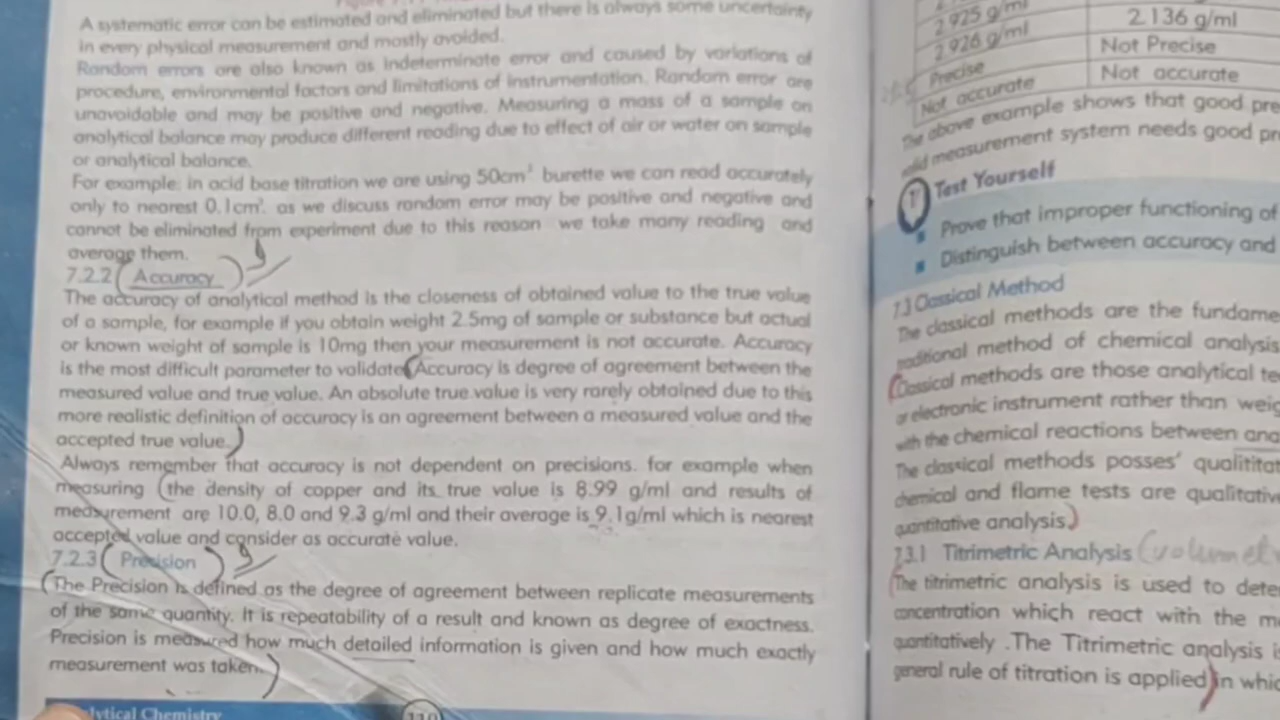 A systematic error can be estimated and eliminated but there is always some uncertainty
in every physical measurement and mostly avoided.
Random errors are also known as indeterminate error and caused by variations of
procedure, environmental factors and limitations of instrumentation. Random error are
unavoidable and may be positive and negative. Measuring a mass of a sample on
analytical balance may produce different reading due to effect of air or water on sample
or analytical balance.
For example: in acid base titration we are using 50cm³ burette we can read accurately
only to nearest 0.1cm³. as we discuss random error may be positive and negative and
cannot be eliminated from experiment due to this reason we take many reading and
average them.
7.2.2 Accuracy
The accuracy of analytical method is the closeness of obtained value to the true value
of a sample, for example if you obtain weight 2.5mg of sample or substance but actual
or known weight of sample is 10mg then your measurement is not accurate. Accuracy
is the most difficult parameter to validate Accuracy is degree of agreement between the
measured value and true value. An absolute true value is very rarely obtained due to this
more realistic definition of accuracy is an agreement between a measured value and the
accepted true value.
Always remember that accuracy is not dependent on precisions. for example when
measuring the density of copper and its true value is 8.99 g/ml and results of
measurement are 10.0, 8.0 and 9.3 g/ml and their average is 9.1g/ml which is nearest
accepted value and consider as accurate value.
7.2.3 Precision
The Precision is defined as the degree of agreement between replicate measurements
of the same quantity. It is repeatability of a result and known as degree of exactness.
Precision is measured how much detailed information is given and how much exactly
measurement was taken.
Chemistry
110
2.925 g/ml 2.136 g/ml
2.926 g/ml Not Precise
Precise Not accurate
Not accurate
The above example shows that good pre
measurement system needs good pr
Test Yourself
Prove that improper functioning of
Distinguish between accuracy and
7.3 Classical Method
The classical methods are the fundame
traditional method of chemical analysis
Classical methods are those analytical te
or electronic instrument rather than weig
with the chemical reactions between ana
The classical methods posses' qualititat
chemical and flame tests are qualitative
quantitative analysis.
7.3.1 Titrimetric Analysis (volumet
The titrimetric analysis is used to dete
concentration which react with the m
quantitatively .The Titrimetric analysis i
general rule of titration is applied in whic